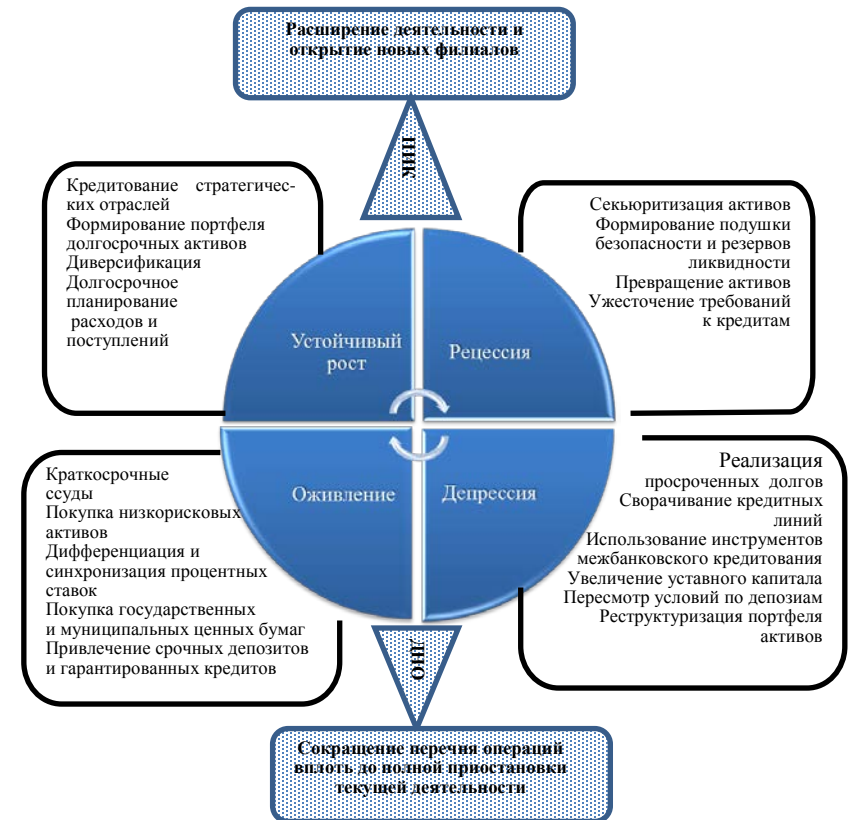 Расширение деятельности и
открытие новых филиалов
ПИК
Кредитование стратегичес-
ких отраслей
Формирование портфеля
долгосрочных активов
Диверсификация
Долгосрочное
планирование
расходов и
поступлений
Секьюритизация активов
Формирование подушки
безопасности и резервов
ликвидности
Превращение активов
Ужесточение требований
к кредитам
Устойчивый
рост
Рецессия
Оживление
Депрессия
Краткосрочные
ссуды
Покупка низкорисковых
активов
Дифференциация и
синхронизация процентных
ставок
Покупка государственных
и муниципальных ценных бумаг
Привлечение срочных депозитов
и гарантированных кредитов
Реализация
просроченных долгов
Сворачивание кредитных
линий
Использование инструментов
межбанковского кредитования
Увеличение уставного капитала
Пересмотр условий по депозиам
Реструктуризация портфеля
активов
ДНО
Сокращение перечня операций
вплоть до полной приостановки
текущей деятельности